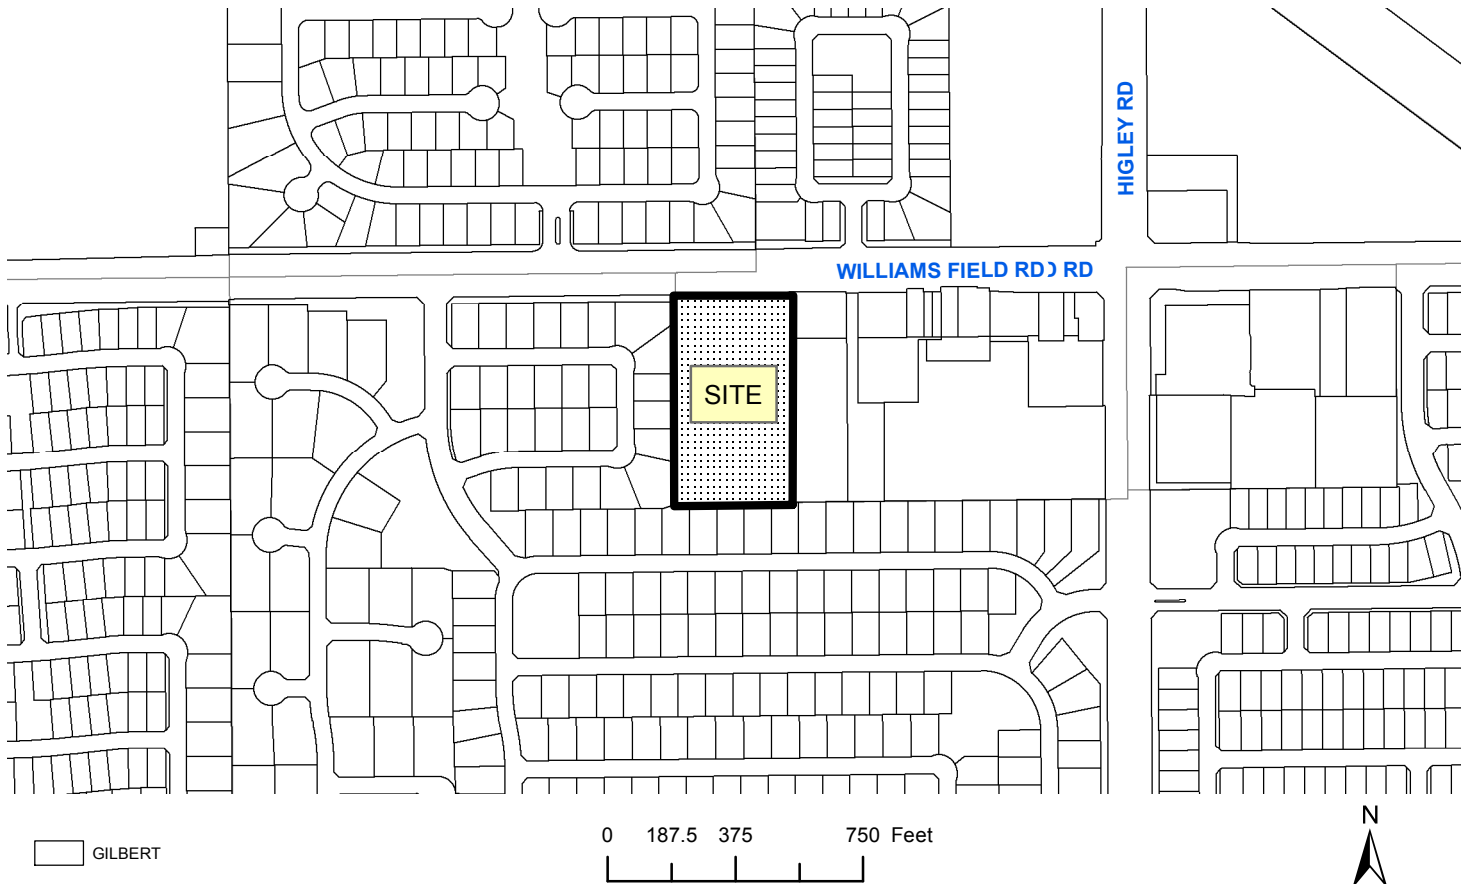 HIGLEY RD
WILLIAMS FIELD RD
RD
SITE
N
0 187.5 375 750 Feet
GILBERT